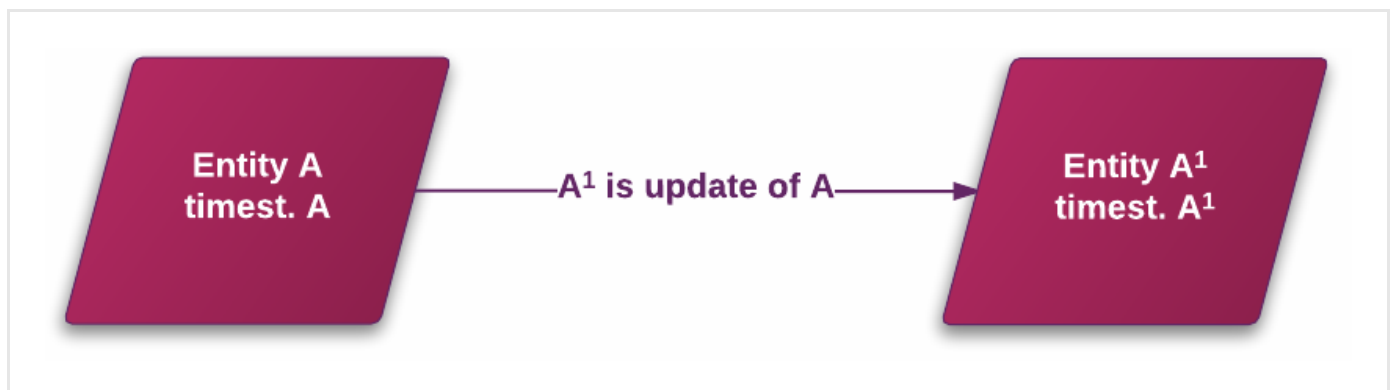 Entity A
timest. A
A¹ is update of A
Entity A¹
timest. A¹